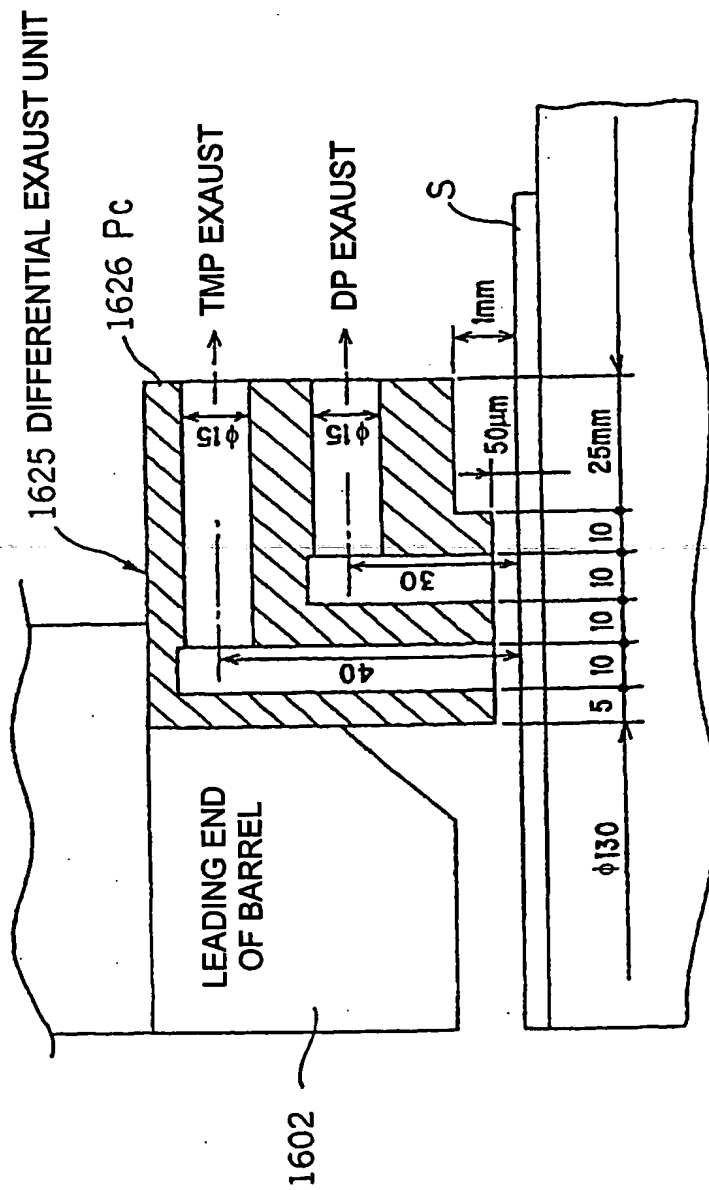 1625 DIFFERENTIAL EXAUST UNIT
1626 Pc
TMP EXAUST
φ15
DP EXAUST
φ15
S
1mm
50μm
25mm
30
40
10
10
10
10
5
φ130
LEADING END
OF BARREL
1602